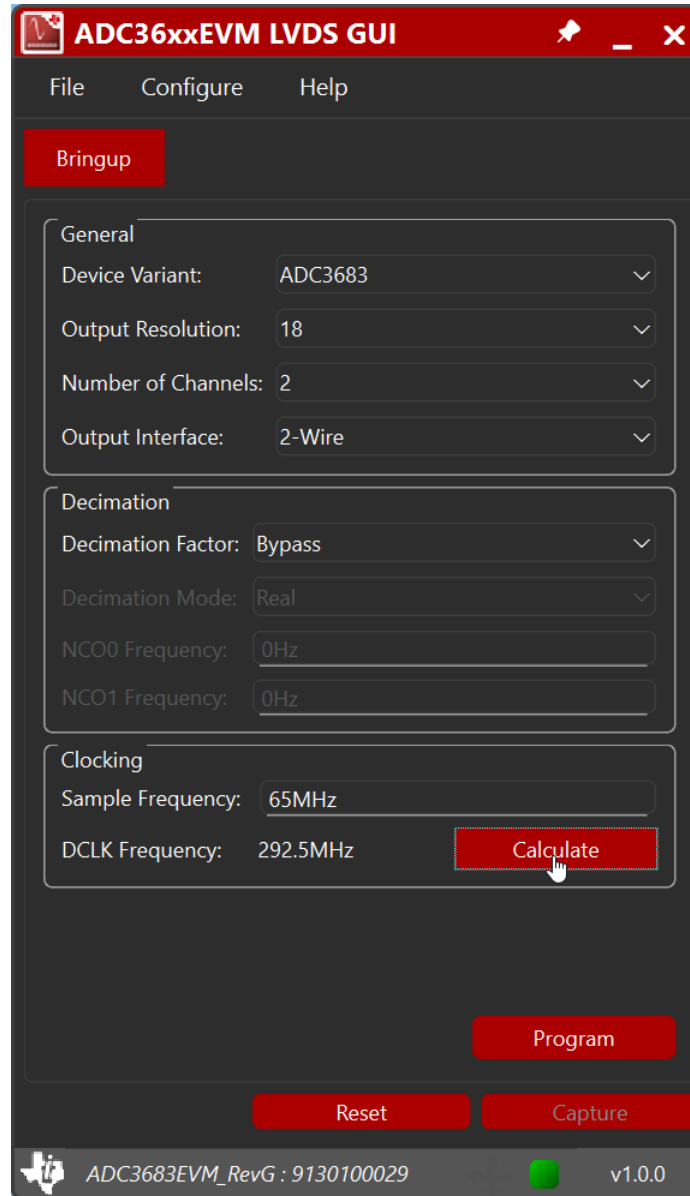 ADC36xxEVM LVDS GUI
File Configure Help
Bringup
General
Device Variant: ADC3683
Output Resolution: 18
Number of Channels: 2
Output Interface: 2-Wire
Decimation
Decimation Factor: Bypass
Decimation Mode: Real
NCO0 Frequency: 0Hz
NCO1 Frequency: 0Hz
Clocking
Sample Frequency: 65MHz
DCLK Frequency: 292.5MHz Calculate
Program
Reset Capture
ADC3683EVM_RevG : 9130100029 v1.0.0